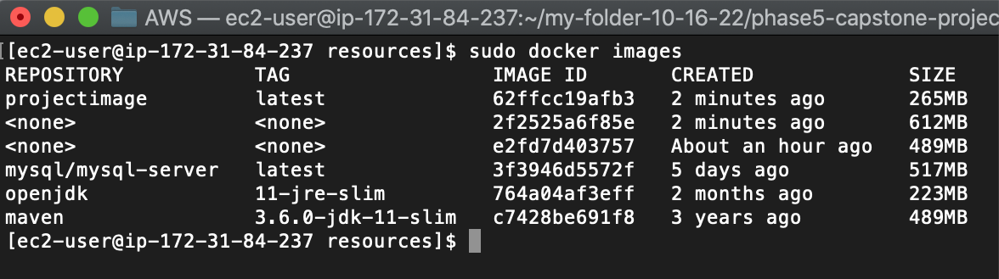 AWS — ec2-user@ip-172-31-84-237:~/my-folder-10-16-22/phase5-capstone-projec
[ec2-user@ip-172-31-84-237 resources]$ sudo docker images
REPOSITORY TAG IMAGE ID CREATED SIZE
projectimage latest 62ffcc19afb3 2 minutes ago 265MB
<none> <none> 2f2525a6f85e 2 minutes ago 612MB
<none> <none> e2fd7d403757 About an hour ago 489MB
mysql/mysql-server latest 3f3946d5572f 5 days ago 517MB
openjdk 11-jre-slim 764a04af3eff 2 months ago 223MB
maven 3.6.0-jdk-11-slim c7428be691f8 3 years ago 489MB
[ec2-user@ip-172-31-84-237 resources]$